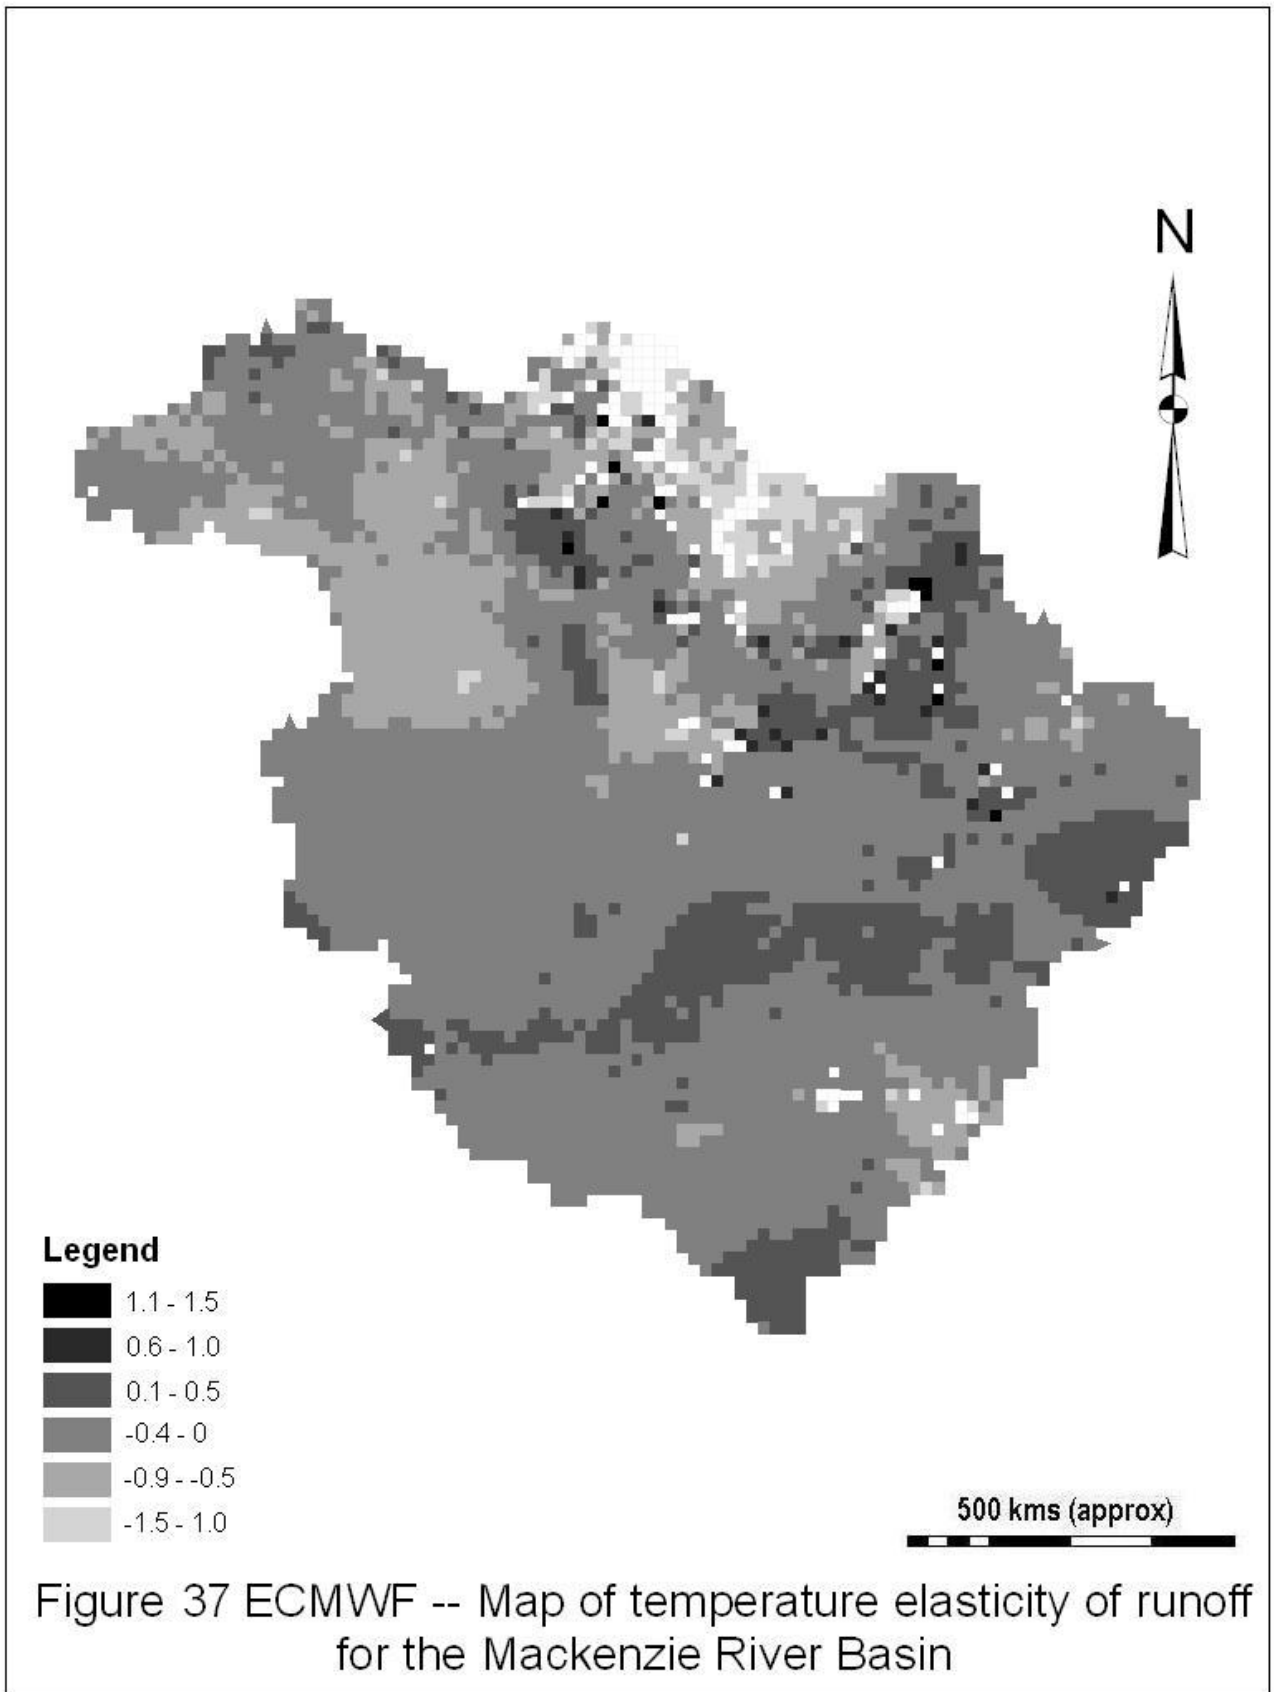 N
Legend
1.1 - 1.5
0.6 - 1.0
0.1 - 0.5
-0.4 - 0
-0.9 - -0.5
-1.5 - 1.0
500 kms (approx)
Figure 37 ECMWF -- Map of temperature elasticity of runoff
for the Mackenzie River Basin